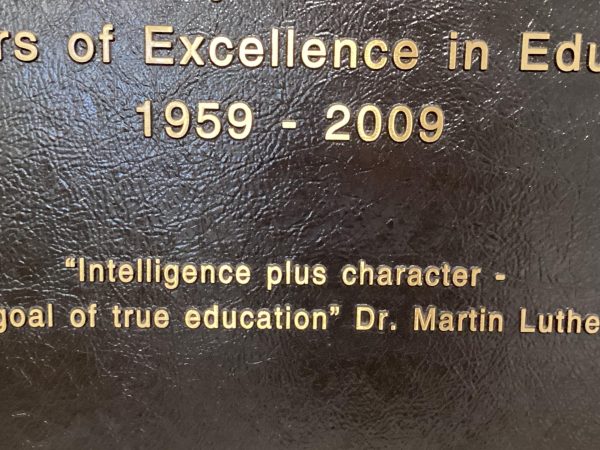 rs of Excellence in Edu
1959 - 2009
“Intelligence plus character -
goal of true education” Dr. Martin Luthe